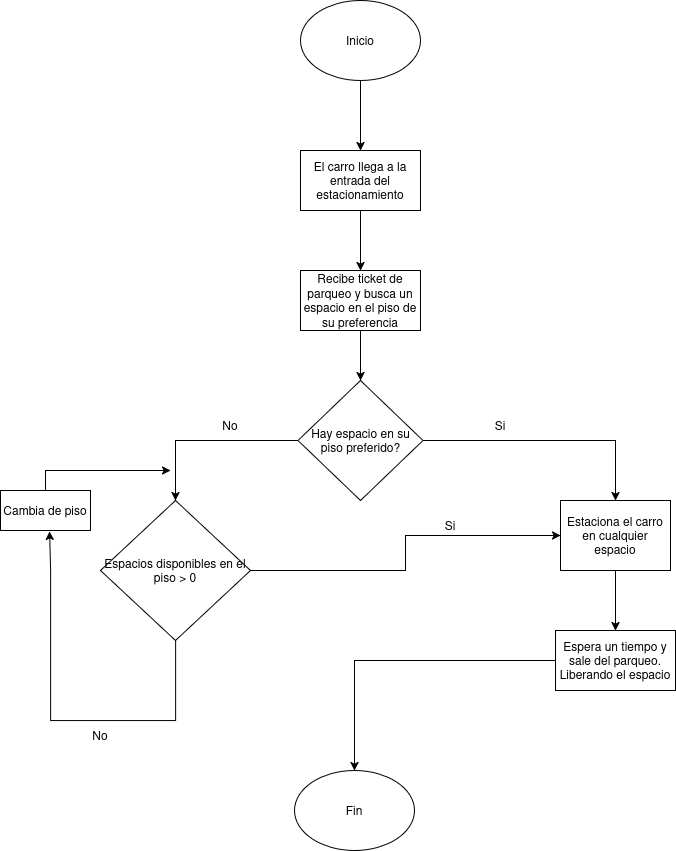 Inicio
El carro llega a la
entrada del
estacionamiento
Recibe ticket de
parqueo y busca un
espacio en el piso de
su preferencia
Hay espacio en su
piso preferido?
No
Si
Cambia de piso
Espacios disponibles en el
piso > 0
Si
Estaciona el carro
en cualquier
espacio
Espera un tiempo y
sale del parqueo.
Liberando el espacio
No
Fin